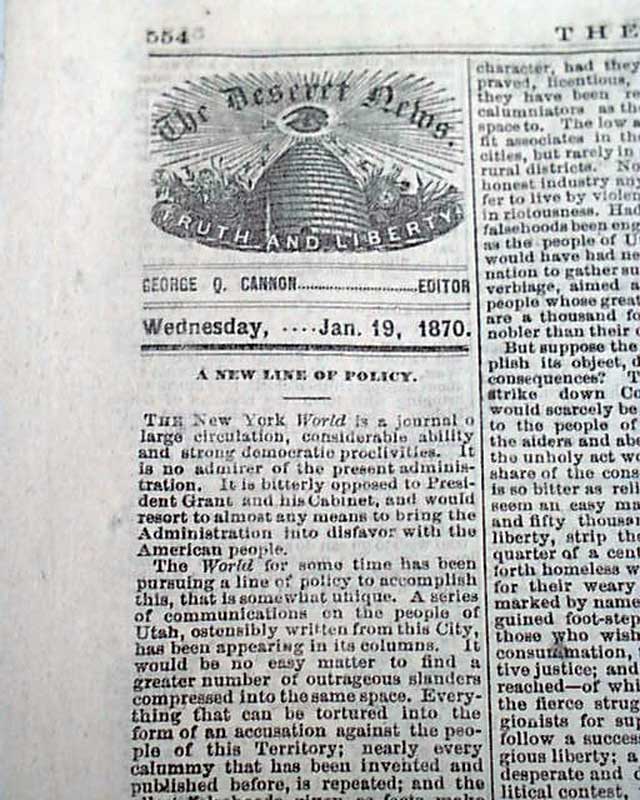 554
THE
The Deseret News.
TRUTH AND LIBERTY.
GEORGE Q. CANNON..............................EDITOR
Wednesday, ....Jan. 19, 1870.
A NEW LINE OF POLICY.
THE New York World is a journal o
large circulation, considerable ability
and strong democratic proclivities. It
is no admirer of the present adminis-
tration. It is bitterly opposed to Presi-
dent Grant and his Cabinet, and would
resort to almost any means to bring the
Administration into disfavor with the
American people.
The World for some time has been
pursuing a line of policy to accomplish
this, that is somewhat unique. A series
of communications on the people of
Utah, ostensibly written from this City,
has been appearing in its columns. It
would be no easy matter to find a
greater number of outrageous slanders
compressed into the same space. Every-
thing that can be tortured into the
form of an accusation against the peo-
ple of this Territory; nearly every
calummy that has been invented and
published before, is repeated; and the
character, had they
praved, licentious,
they have been re
calumniators as th
space to. The low a
fit associates in th
cities, but rarely in
rural districts. No
honest industry any
fer to live by violen
in riotousness. Had
falsehoods been eng
as the people of U
would have had ne
nation to gather su
verbiage, aimed a
people whose great
are a thousand fo
nobler than their c
But suppose the
plish its object, d
consequences? T
strike down Co
would scarcely be
to the people of
the aiders and abe
the unholy act wo
share of the cons
is so bitter as reli
seem an easy ma
and fifty thousan
liberty, strip the
quarter of a cent
forth homeless w
for their weary
marked by name
guined foot-step
those who wish
consummation,
tive justice; and
reached—of whi
the fierce strug
gionists for sup
follow a success
gious liberty; a
desperate and d
litical contest,